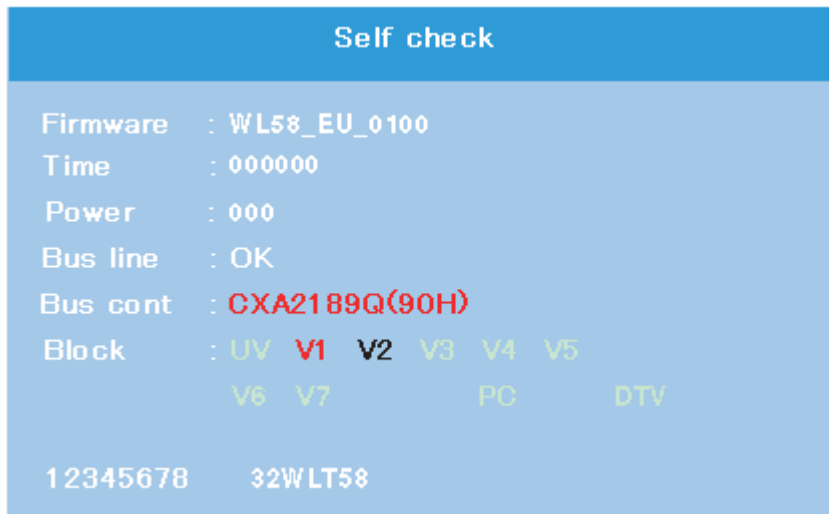 Self check
Firmware : WL58_EU_0100
Time : 000000
Power : 000
Bus line : OK
Bus cont : CXA2189Q(90H)
Block : UV V1 V2 V3 V4 V5
V6 V7 PC DTV
12345678 32WLT58